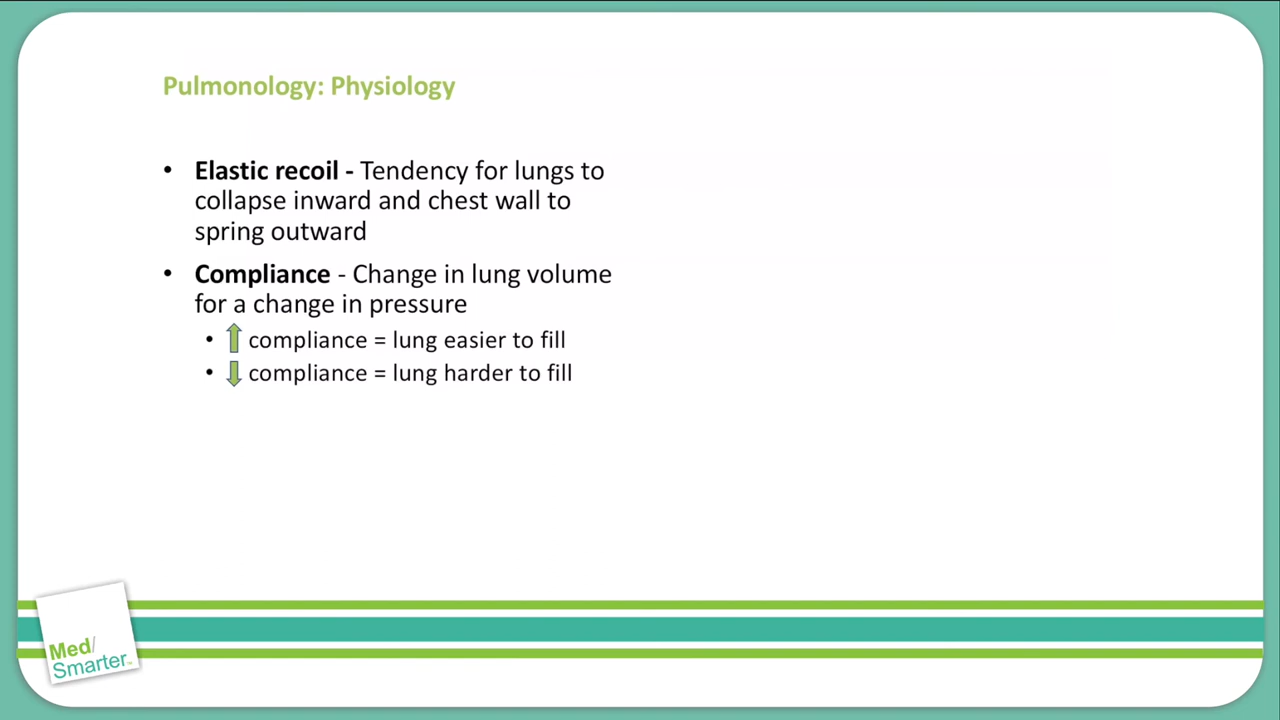 Pulmonology: Physiology
• Elastic recoil - Tendency for lungs to
collapse inward and chest wall to
spring outward
• Compliance - Change in lung volume
for a change in pressure
• ⬆ compliance = lung easier to fill
• ⬇ compliance = lung harder to fill
Med/
Smarter™